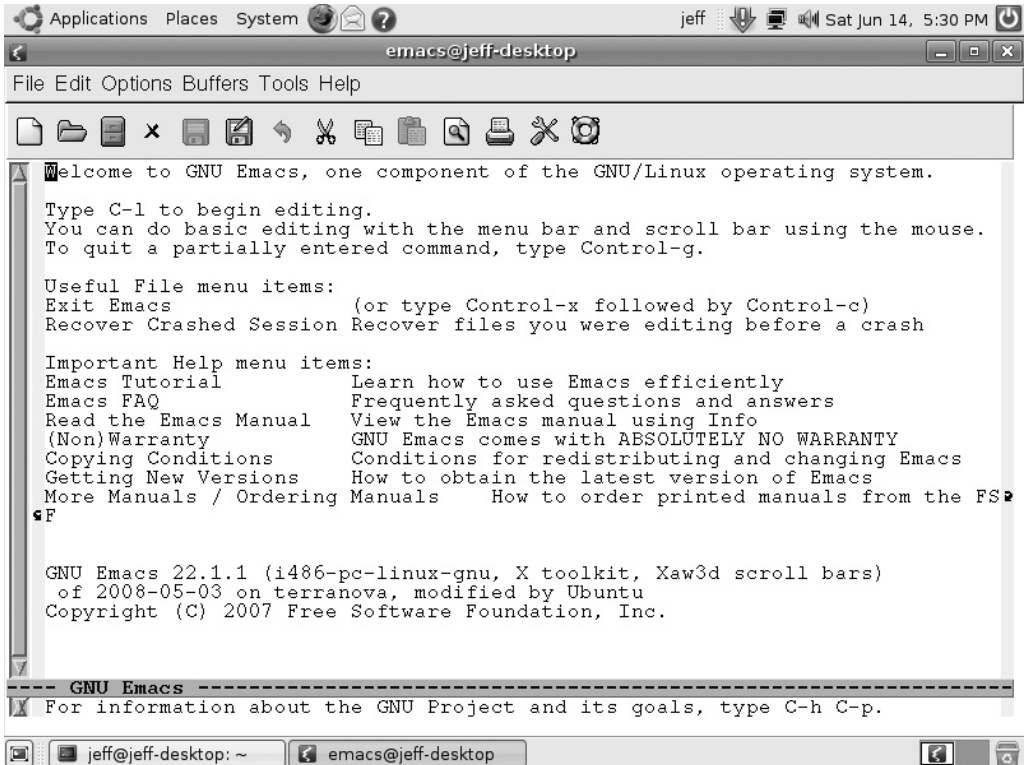 Applications Places System jeff Sat Jun 14, 5:30 PM
emacs@jeff-desktop
File Edit Options Buffers Tools Help
Welcome to GNU Emacs, one component of the GNU/Linux operating system.
Type C-l to begin editing.
You can do basic editing with the menu bar and scroll bar using the mouse.
To quit a partially entered command, type Control-g.
Useful File menu items:
Exit Emacs (or type Control-x followed by Control-c)
Recover Crashed Session Recover files you were editing before a crash
Important Help menu items:
Emacs Tutorial Learn how to use Emacs efficiently
Emacs FAQ Frequently asked questions and answers
Read the Emacs Manual View the Emacs manual using Info
(Non)Warranty GNU Emacs comes with ABSOLUTELY NO WARRANTY
Copying Conditions Conditions for redistributing and changing Emacs
Getting New Versions How to obtain the latest version of Emacs
More Manuals / Ordering Manuals How to order printed manuals from the FS
F
GNU Emacs 22.1.1 (i486-pc-linux-gnu, X toolkit, Xaw3d scroll bars)
of 2008-05-03 on terranova, modified by Ubuntu
Copyright (C) 2007 Free Software Foundation, Inc.
---- GNU Emacs ----------------------------------------------------------------
For information about the GNU Project and its goals, type C-h C-p.
jeff@jeff-desktop: ~ emacs@jeff-desktop